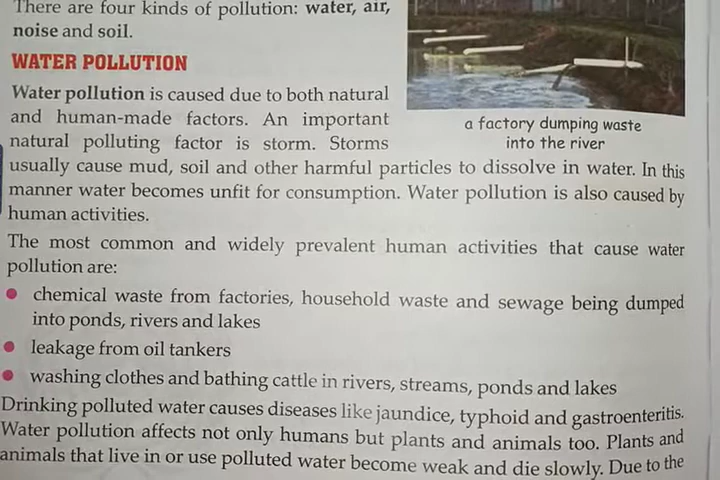 There are four kinds of pollution: water, air,
noise and soil.
WATER POLLUTION
Water pollution is caused due to both natural
and human-made factors. An important
natural polluting factor is storm. Storms
usually cause mud, soil and other harmful particles to dissolve in water. In this
manner water becomes unfit for consumption. Water pollution is also caused by
human activities.
a factory dumping waste
into the river
The most common and widely prevalent human activities that cause water
pollution are:
• chemical waste from factories, household waste and sewage being dumped
into ponds, rivers and lakes
• leakage from oil tankers
• washing clothes and bathing cattle in rivers, streams, ponds and lakes
Drinking polluted water causes diseases like jaundice, typhoid and gastroenteritis.
Water pollution affects not only humans but plants and animals too. Plants and
animals that live in or use polluted water become weak and die slowly. Due to the